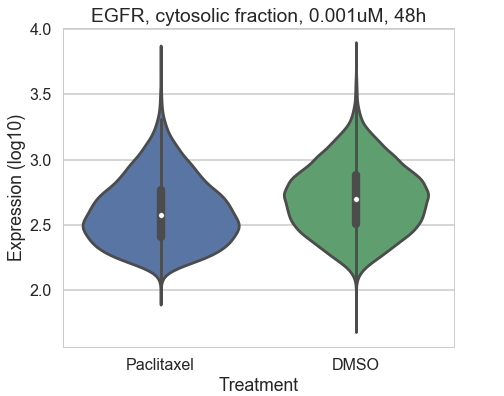 EGFR, cytosolic fraction, 0.001uM, 48h
Expression (log10)
4.0
3.5
3.0
2.5
2.0
Paclitaxel
DMSO
Treatment